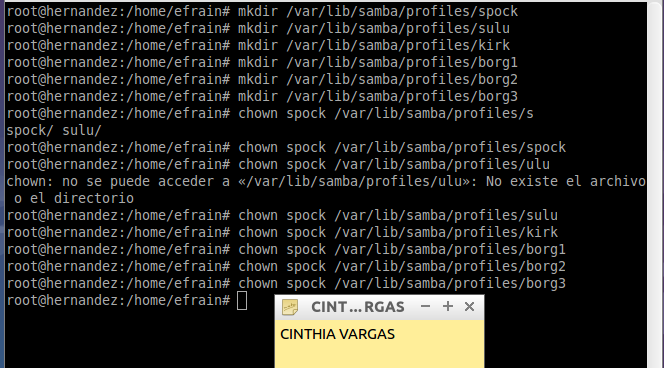 root@hernandez:/home/efrain# mkdir /var/lib/samba/profiles/spock
root@hernandez:/home/efrain# mkdir /var/lib/samba/profiles/sulu
root@hernandez:/home/efrain# mkdir /var/lib/samba/profiles/kirk
root@hernandez:/home/efrain# mkdir /var/lib/samba/profiles/borg1
root@hernandez:/home/efrain# mkdir /var/lib/samba/profiles/borg2
root@hernandez:/home/efrain# mkdir /var/lib/samba/profiles/borg3
root@hernandez:/home/efrain# chown spock /var/lib/samba/profiles/s
spock/ sulu/
root@hernandez:/home/efrain# chown spock /var/lib/samba/profiles/spock
root@hernandez:/home/efrain# chown spock /var/lib/samba/profiles/ulu
chown: no se puede acceder a «/var/lib/samba/profiles/ulu»: No existe el archivo
o el directorio
root@hernandez:/home/efrain# chown spock /var/lib/samba/profiles/sulu
root@hernandez:/home/efrain# chown spock /var/lib/samba/profiles/kirk
root@hernandez:/home/efrain# chown spock /var/lib/samba/profiles/borg1
root@hernandez:/home/efrain# chown spock /var/lib/samba/profiles/borg2
root@hernandez:/home/efrain# chown spock /var/lib/samba/profiles/borg3
root@hernandez:/home/efrain#
CINT...RGAS
CINTHIA VARGAS